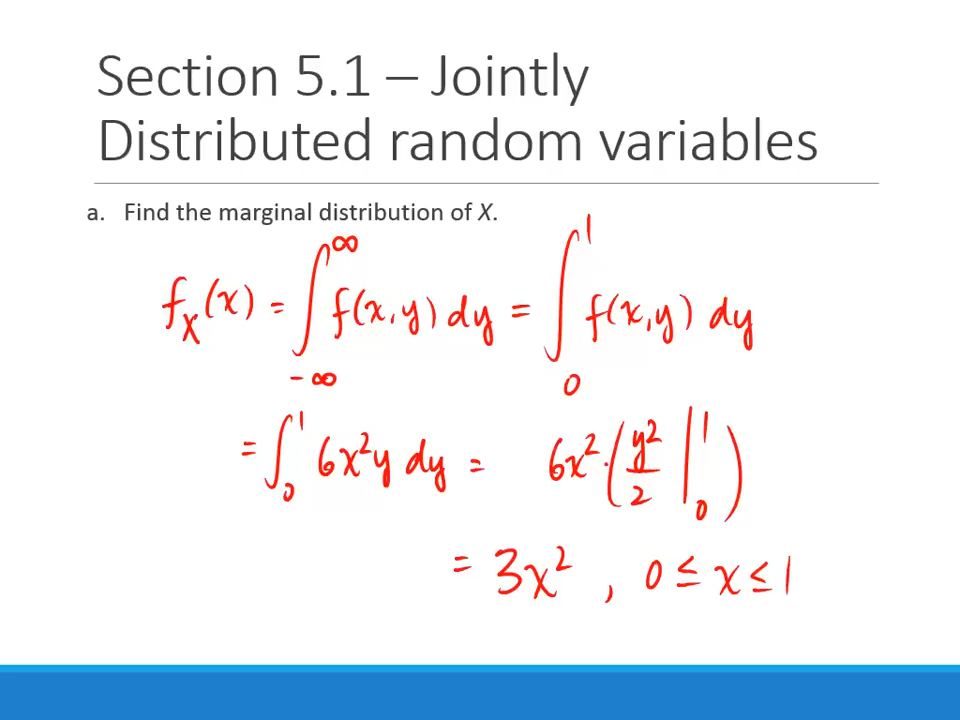 Section 5.1 – Jointly
Distributed random variables
a. Find the marginal distribution of X.
f_X(x) = ∫_{-∞}^{∞} f(x,y) dy = ∫_0^1 f(x,y) dy
= ∫_0^1 6x²y dy = 6x² · ( y²/2 |_0^1 )
= 3x² , 0 ≤ x ≤ 1